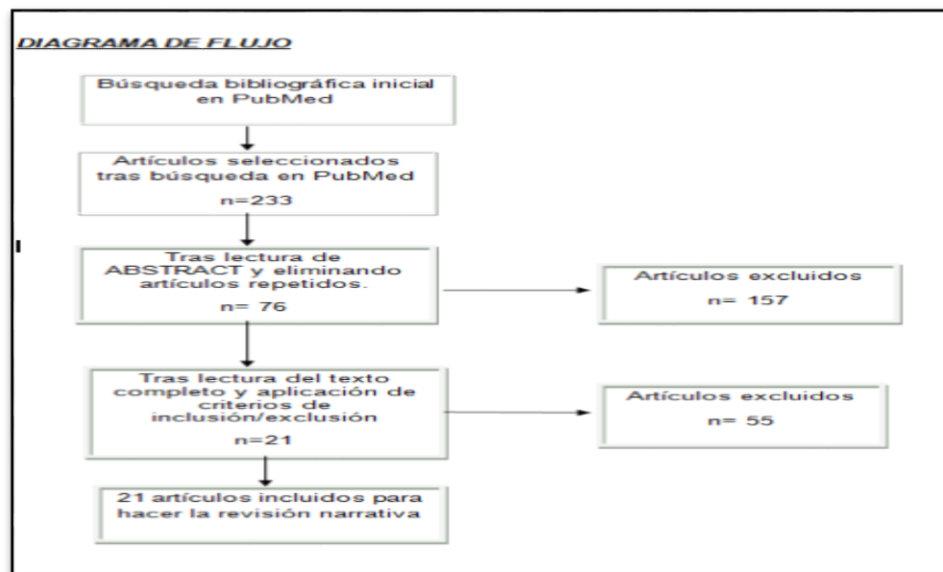 DIAGRAMA DE FLUJO
Búsqueda bibliográfica inicial
en PubMed
Artículos seleccionados
tras búsqueda en PubMed
n=233
Tras lectura de
ABSTRACT y eliminando
artículos repetidos.
n= 76
Artículos excluidos
n= 157
Tras lectura del texto
completo y aplicación de
criterios de
inclusión/exclusión
n=21
Artículos excluidos
n= 55
21 artículos incluidos para
hacer la revisión narrativa